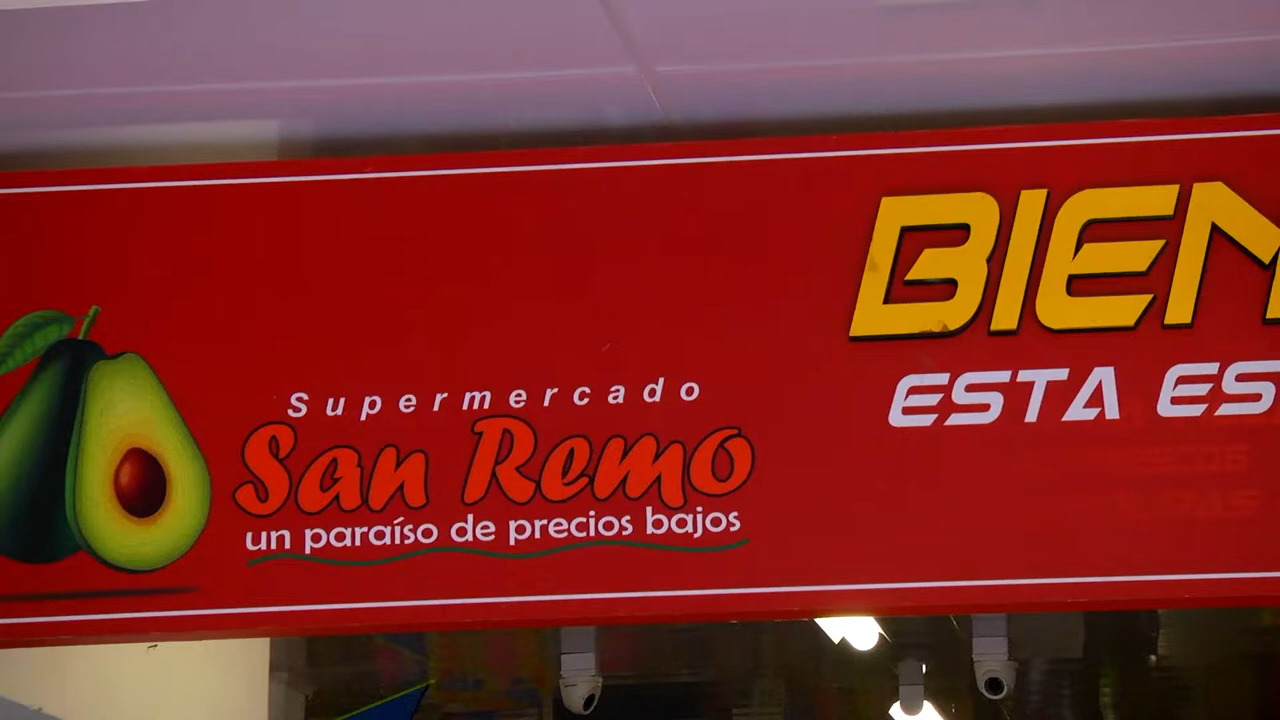 Supermercado
San Remo
un paraíso de precios bajos
BIEN
ESTA ES